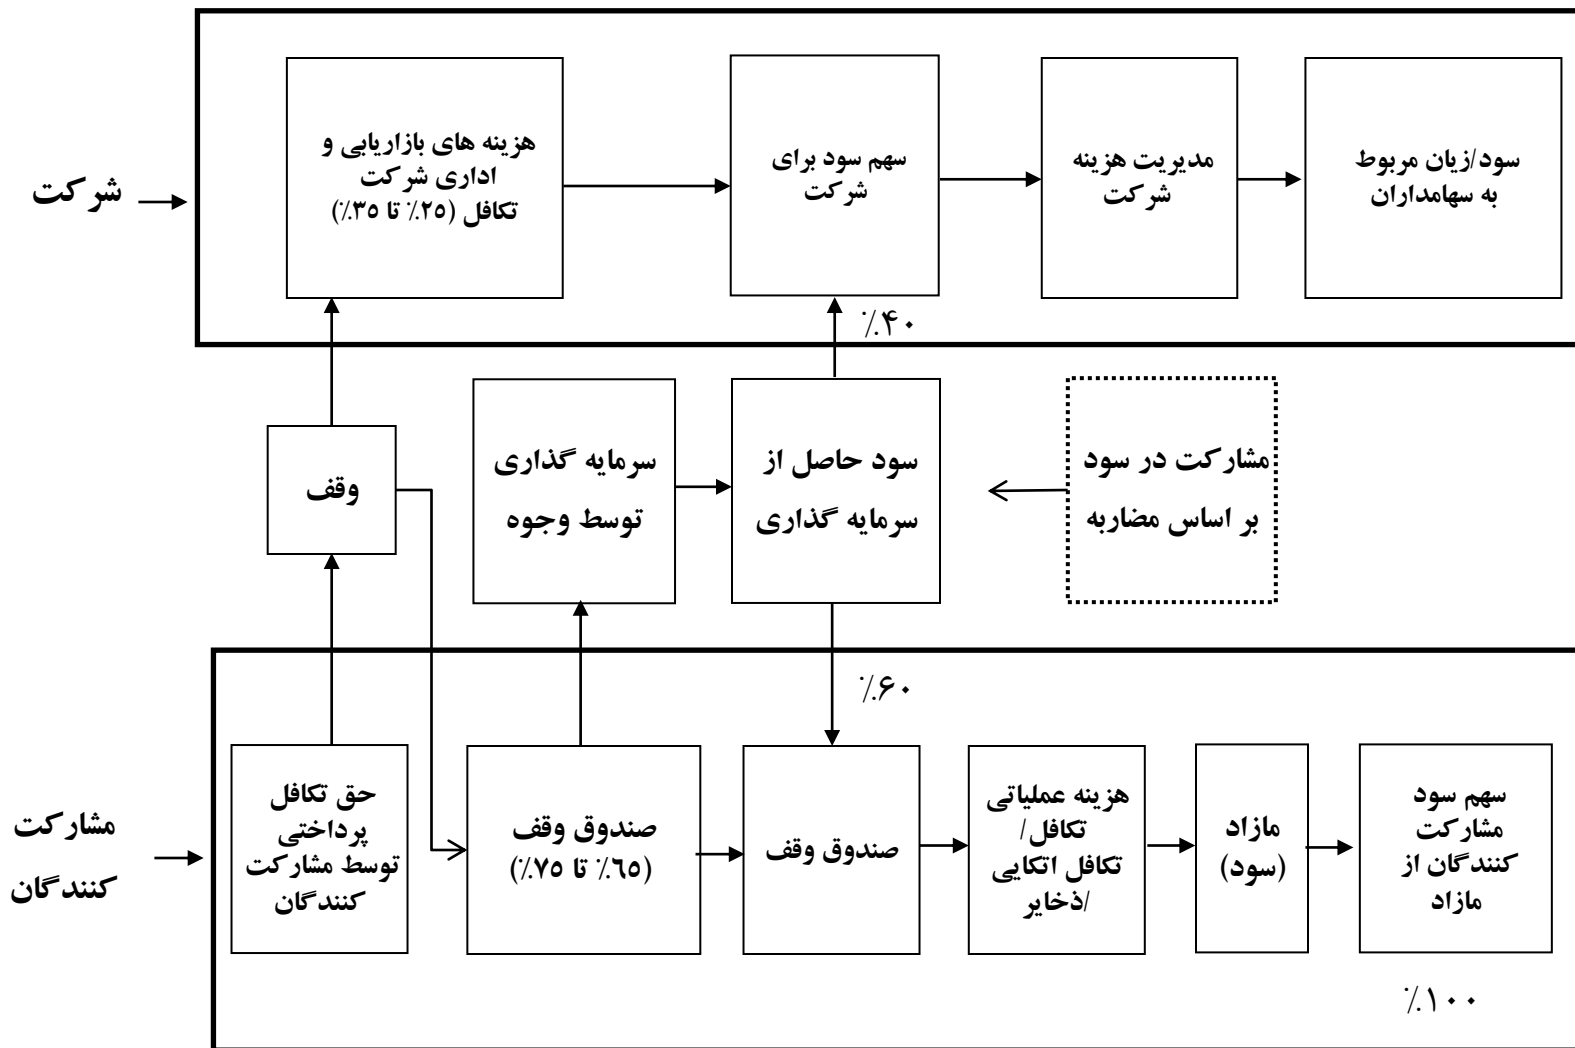 شرکت
هزینه های بازاریابی و
اداری شرکت
تکافل (۲۵٪ تا ۳۵٪)
سهم سود برای
شرکت
مدیریت هزینه
شرکت
سود/زیان مربوط
به سهامداران
٪۴۰
وقف
سرمایه گذاری
توسط وجوه
سود حاصل از
سرمایه گذاری
مشارکت در سود
بر اساس مضاربه
٪۶۰
مشارکت
کنندگان
حق تکافل
پرداختی
توسط مشارکت
کنندگان
صندوق وقف
(۶۵٪ تا ۷۵٪)
صندوق وقف
هزینه عملیاتی
تکافل/
تکافل اتکایی
/ذخایر
مازاد
(سود)
سهم سود
مشارکت
کنندگان از
مازاد
٪۱۰۰